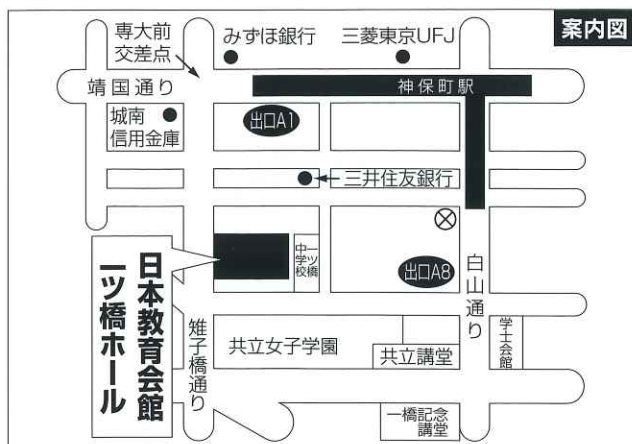 案内図
専大前
交差点
みずほ銀行
三菱東京UFJ
靖国通り
神保町駅
城南
信用金庫
出口A1
三井住友銀行
一ツ橋
中学校
出口A8
白山通り
日本教育会館
一ツ橋ホール
雉子橋通り
共立女子学園
共立講堂
学士会館
一橋記念
講堂